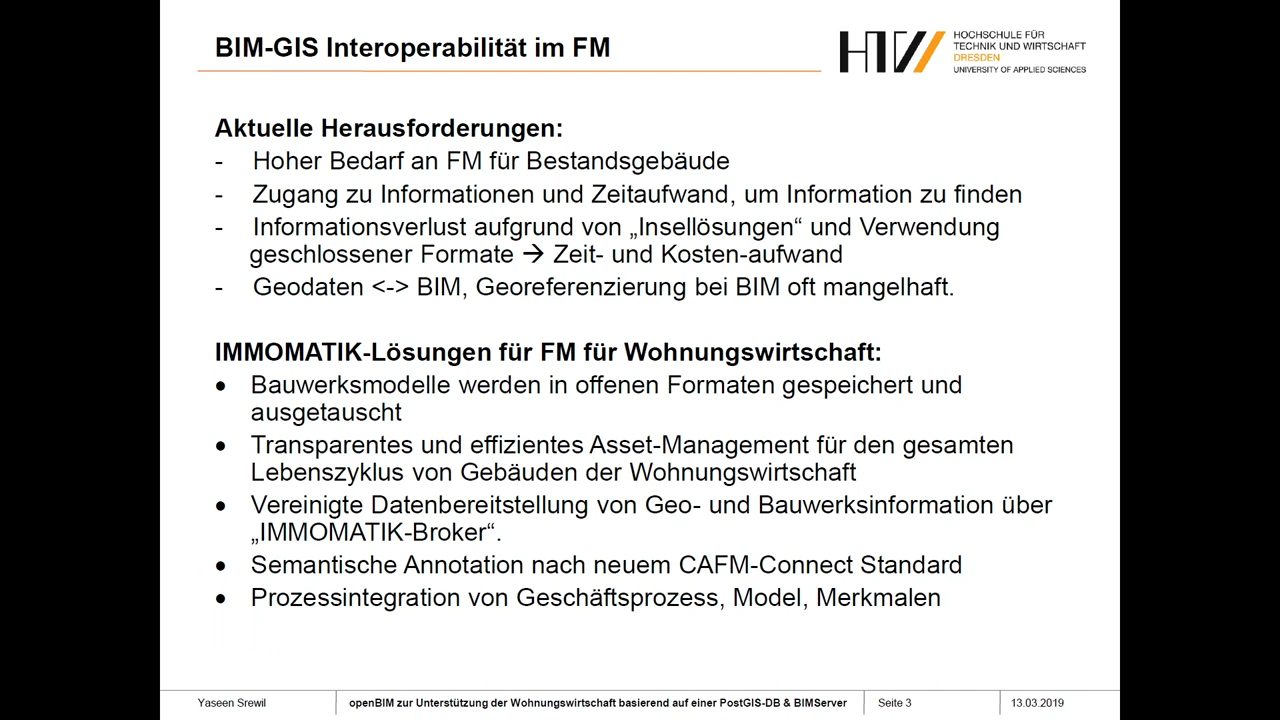 BIM-GIS Interoperabilität im FM
HTW
HOCHSCHULE FÜR
TECHNIK UND WIRTSCHAFT
DRESDEN
UNIVERSITY OF APPLIED SCIENCES
Aktuelle Herausforderungen:
- Hoher Bedarf an FM für Bestandsgebäude
- Zugang zu Informationen und Zeitaufwand, um Information zu finden
- Informationsverlust aufgrund von „Insellösungen“ und Verwendung
geschlossener Formate → Zeit- und Kosten-aufwand
- Geodaten <-> BIM, Georeferenzierung bei BIM oft mangelhaft.
IMMOMATIK-Lösungen für FM für Wohnungswirtschaft:
• Bauwerksmodelle werden in offenen Formaten gespeichert und
ausgetauscht
• Transparentes und effizientes Asset-Management für den gesamten
Lebenszyklus von Gebäuden der Wohnungswirtschaft
• Vereinigte Datenbereitstellung von Geo- und Bauwerksinformation über
„IMMOMATIK-Broker“.
• Semantische Annotation nach neuem CAFM-Connect Standard
• Prozessintegration von Geschäftsprozess, Model, Merkmalen
Yaseen Srewil
openBIM zur Unterstützung der Wohnungswirtschaft basierend auf einer PostGIS-DB & BIMServer
Seite 3
13.03.2019